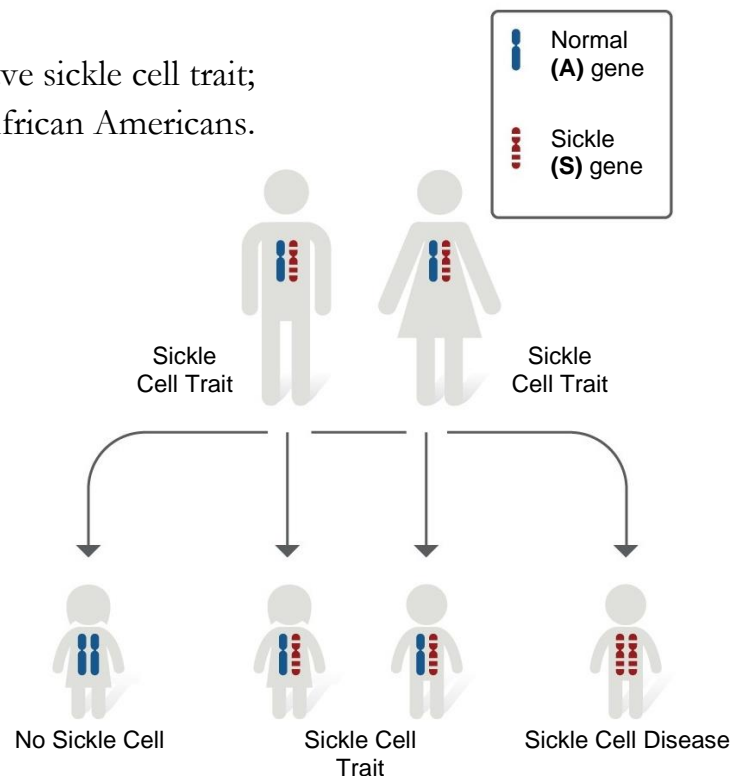 ve sickle cell trait;
frican Americans.
Normal
(A) gene
Sickle
(S) gene
Sickle
Cell Trait
Sickle
Cell Trait
No Sickle Cell
Sickle Cell
Trait
Sickle Cell Disease